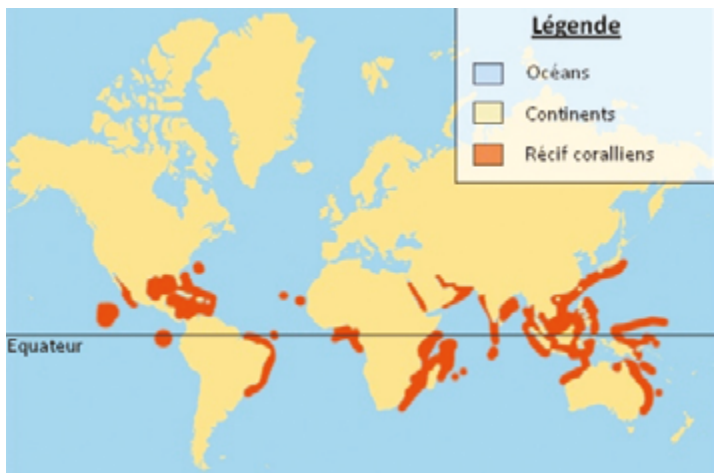 Légende
Océans
Continents
Récif coralliens
Equateur